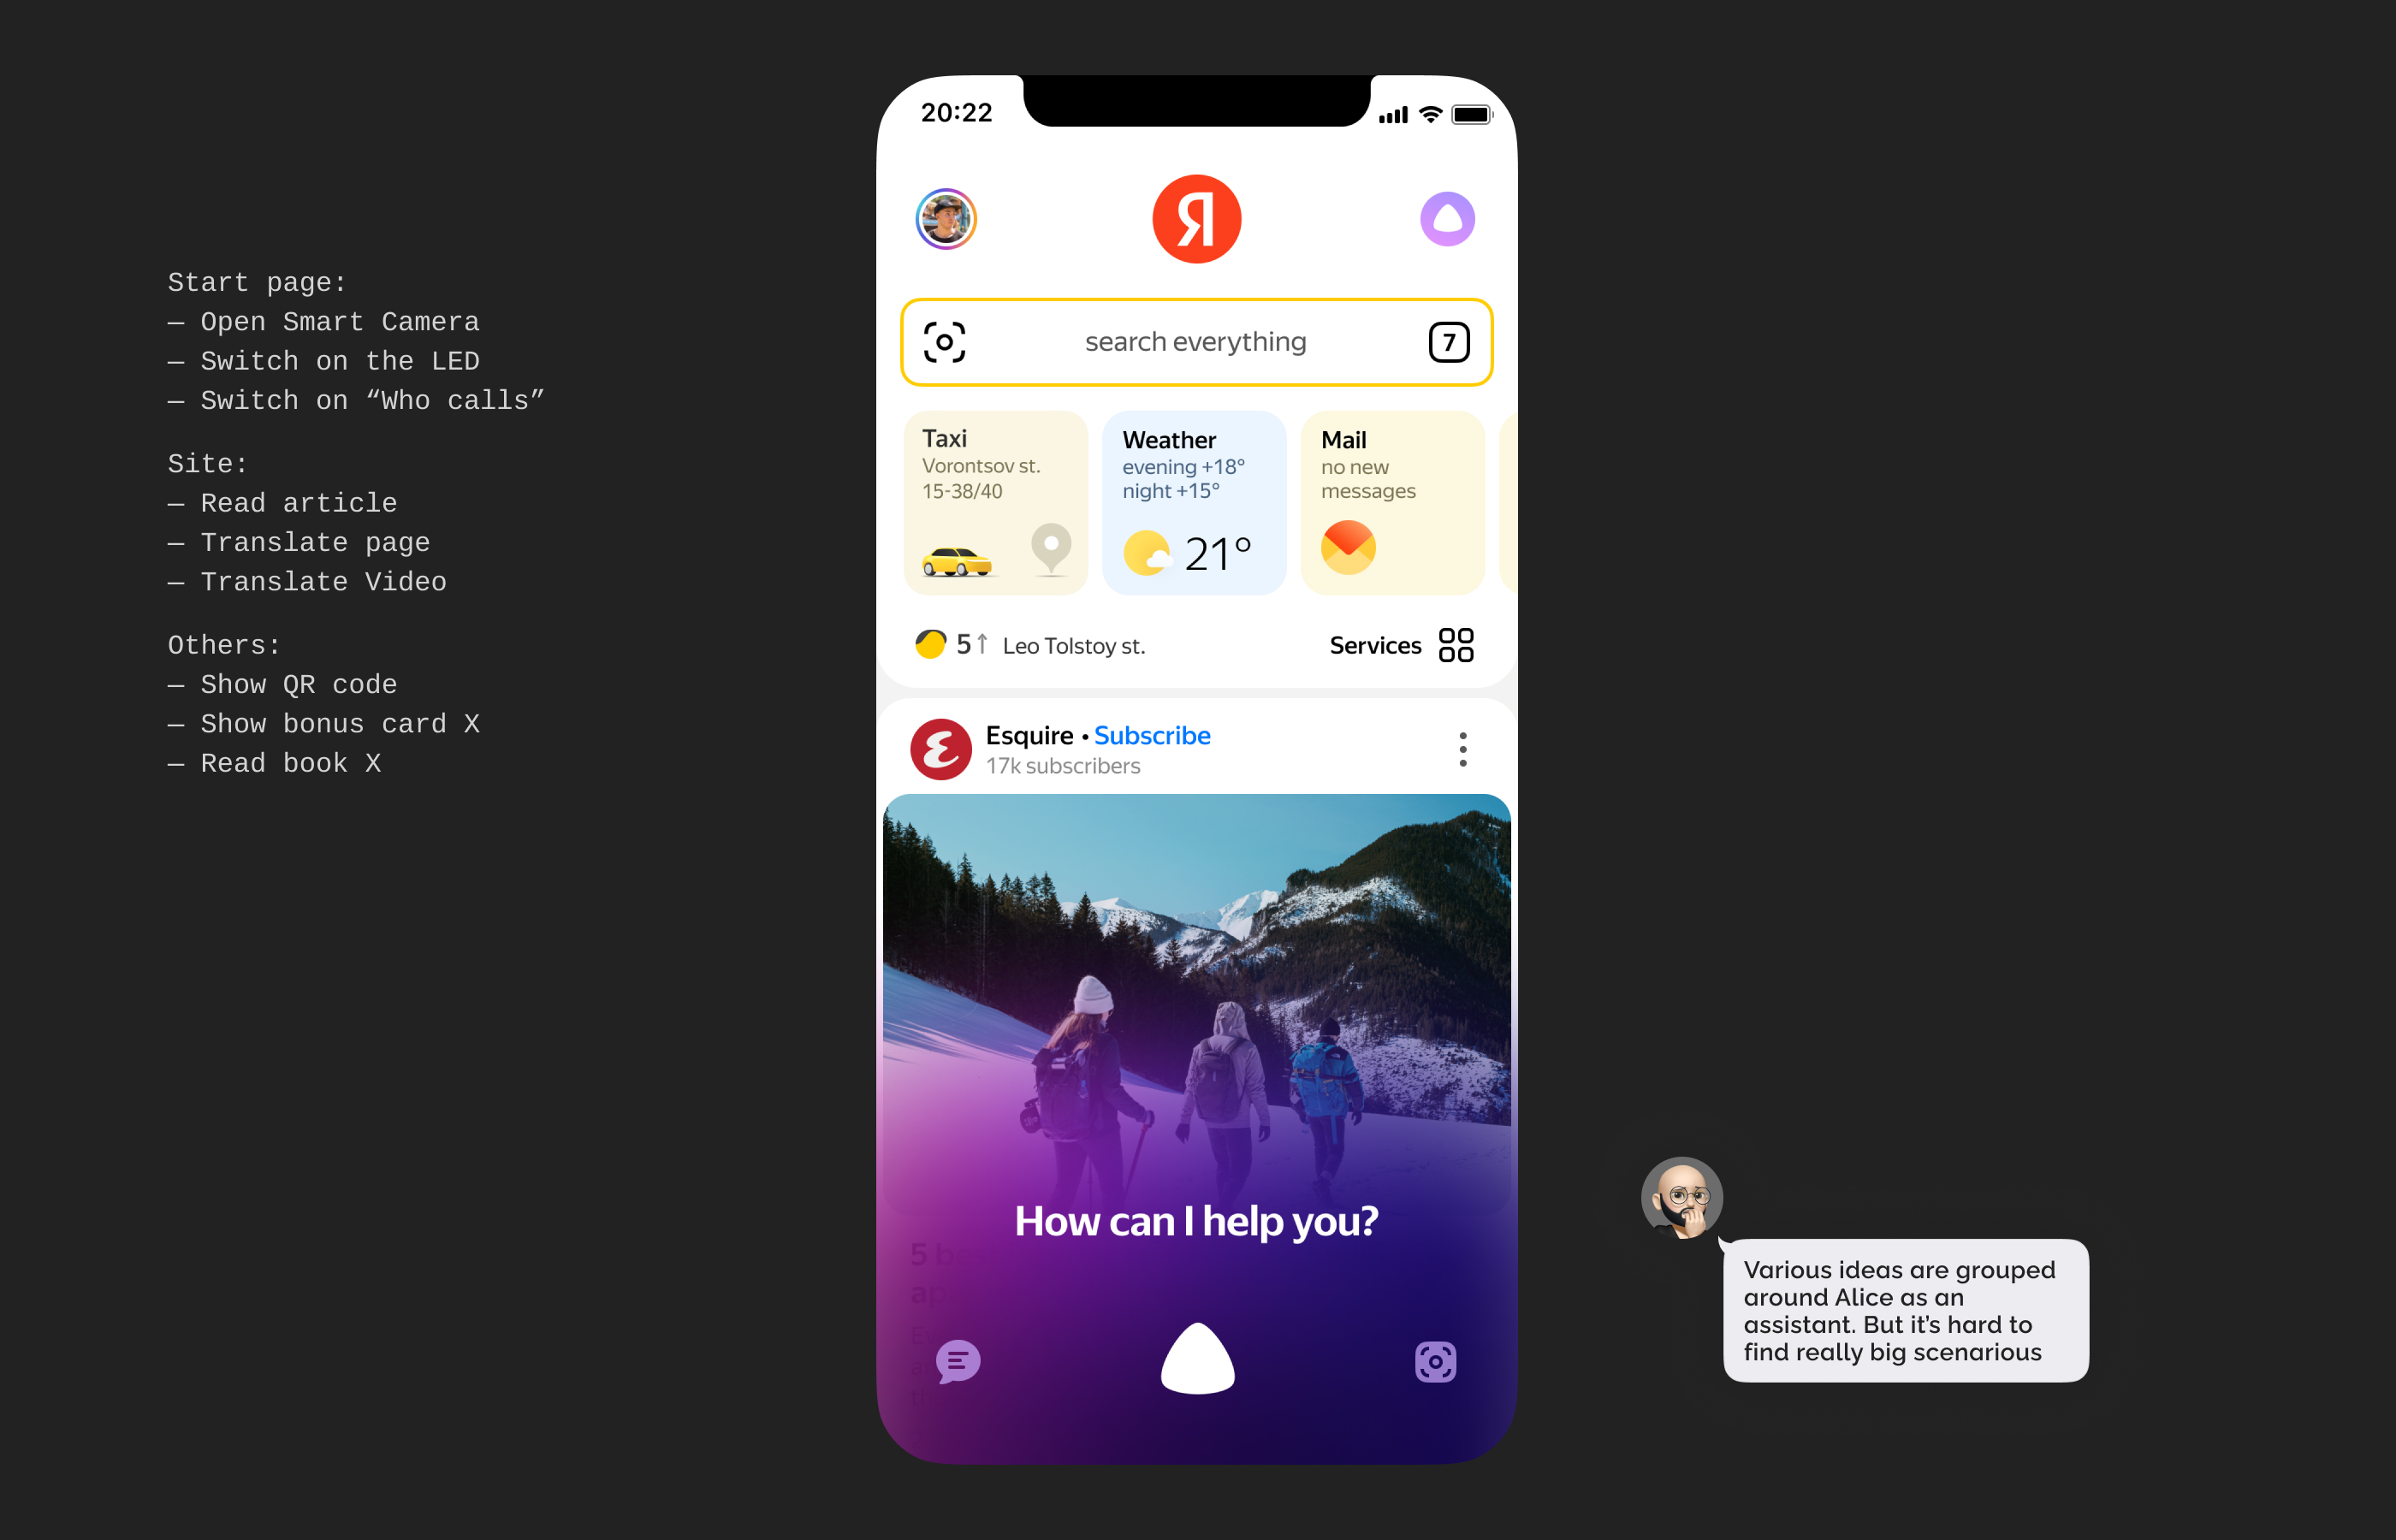 Start page:
— Open Smart Camera
— Switch on the LED
— Switch on “Who calls”
Site:
— Read article
— Translate page
— Translate Video
Others:
— Show QR code
— Show bonus card X
— Read book X
20:22
Я
search everything
7
Taxi
Vorontsov st.
15-38/40
Weather
evening +18°
night +15°
21°
Mail
no new
messages
5↑ Leo Tolstoy st.
Services
Esquire • Subscribe
17k subscribers
How can I help you?
5
Various ideas are grouped
around Alice as an
assistant. But it’s hard to
find really big scenarious